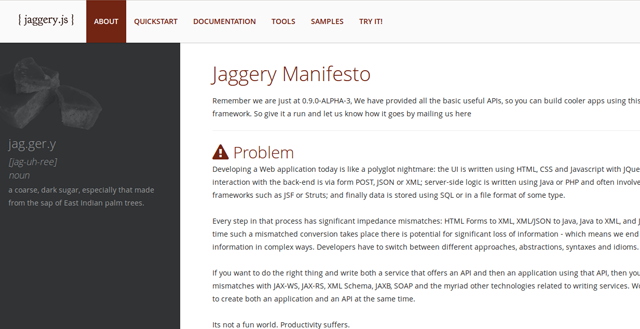 { jaggery.js }
ABOUT
QUICKSTART
DOCUMENTATION
TOOLS
SAMPLES
TRY IT!
jag.ger.y
[jag-uh-ree]
noun
a coarse, dark sugar, especially that made
from the sap of East Indian palm trees.
Jaggery Manifesto
Remember we are just at 0.9.0-ALPHA-3, We have provided all the basic useful APIs, so you can build cooler apps using this
framework. So give it a run and let us know how it goes by mailing us here
Problem
Developing a Web application today is like a polyglot nightmare: the UI is written using HTML, CSS and Javascript with JQue
interaction with the back-end is via form POST, JSON or XML; server-side logic is written using Java or PHP and often involve
frameworks such as JSF or Struts; and finally data is stored using SQL or in a file format of some type.
Every step in that process has significant impedance mismatches: HTML Forms to XML, XML/JSON to Java, Java to XML, and J
time such a mismatched conversion takes place there is potential for significant loss of information - which means we end
information in complex ways. Developers have to switch between different approaches, abstractions, syntaxes and idioms.
If you want to do the right thing and write both a service that offers an API and then an application using that API, then you
mismatches with JAX-WS, JAX-RS, XML Schema, JAXB, SOAP and the myriad other technologies related to writing services. W
to create both an application and an API at the same time.
Its not a fun world. Productivity suffers.